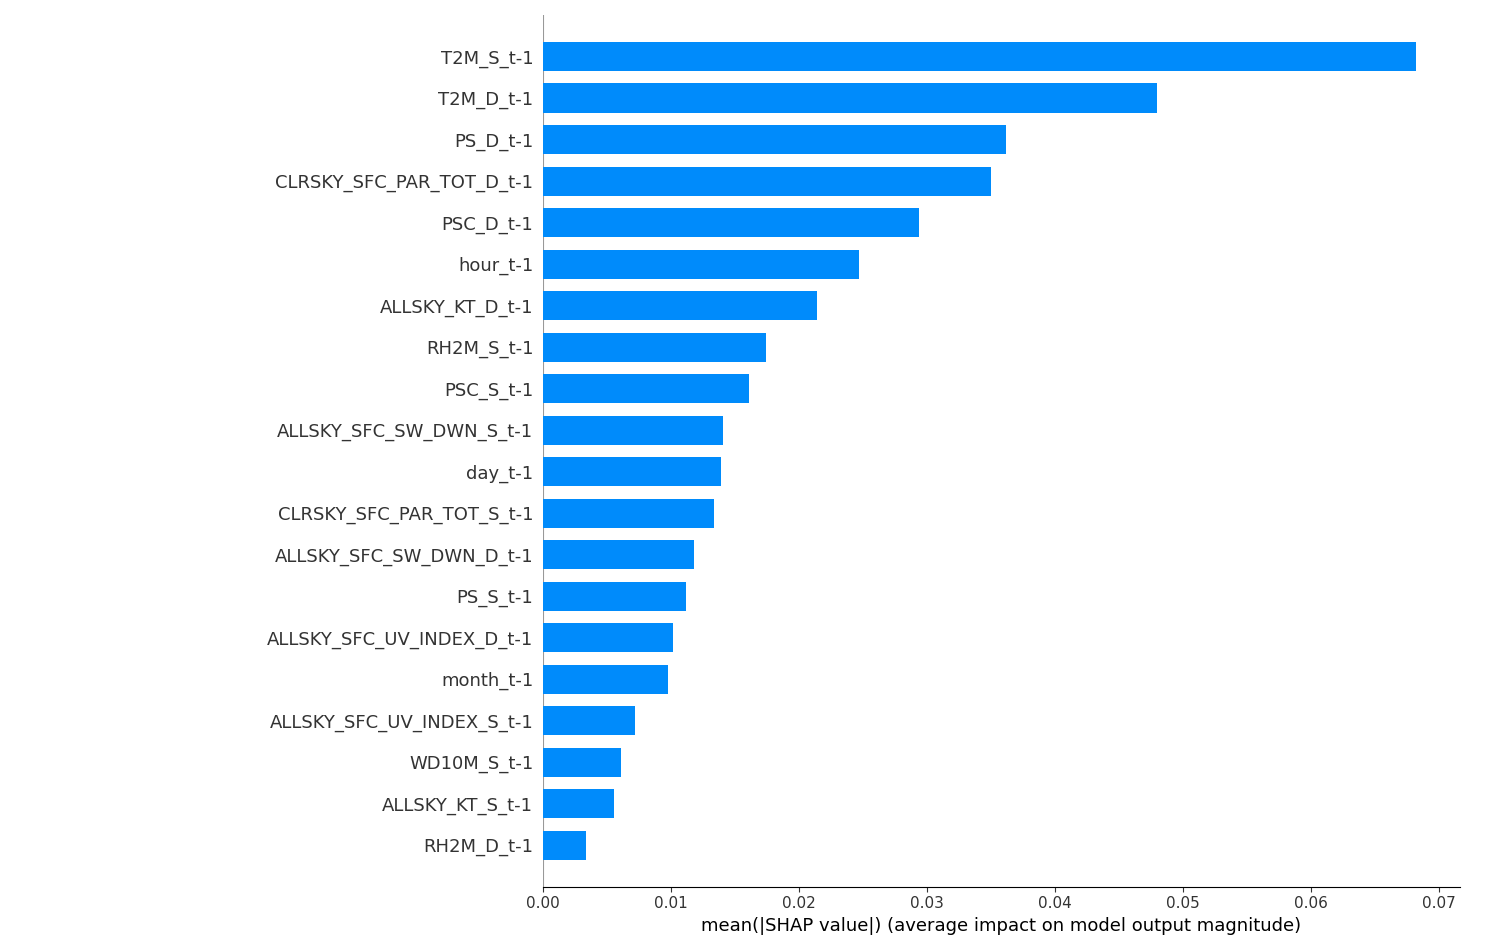 T2M_S_t-1
T2M_D_t-1
PS_D_t-1
CLRSKY_SFC_PAR_TOT_D_t-1
PSC_D_t-1
hour_t-1
ALLSKY_KT_D_t-1
RH2M_S_t-1
PSC_S_t-1
ALLSKY_SFC_SW_DWN_S_t-1
day_t-1
CLRSKY_SFC_PAR_TOT_S_t-1
ALLSKY_SFC_SW_DWN_D_t-1
PS_S_t-1
ALLSKY_SFC_UV_INDEX_D_t-1
month_t-1
ALLSKY_SFC_UV_INDEX_S_t-1
WD10M_S_t-1
ALLSKY_KT_S_t-1
RH2M_D_t-1
0.00 0.01 0.02 0.03 0.04 0.05 0.06 0.07
mean(|SHAP value|) (average impact on model output magnitude)